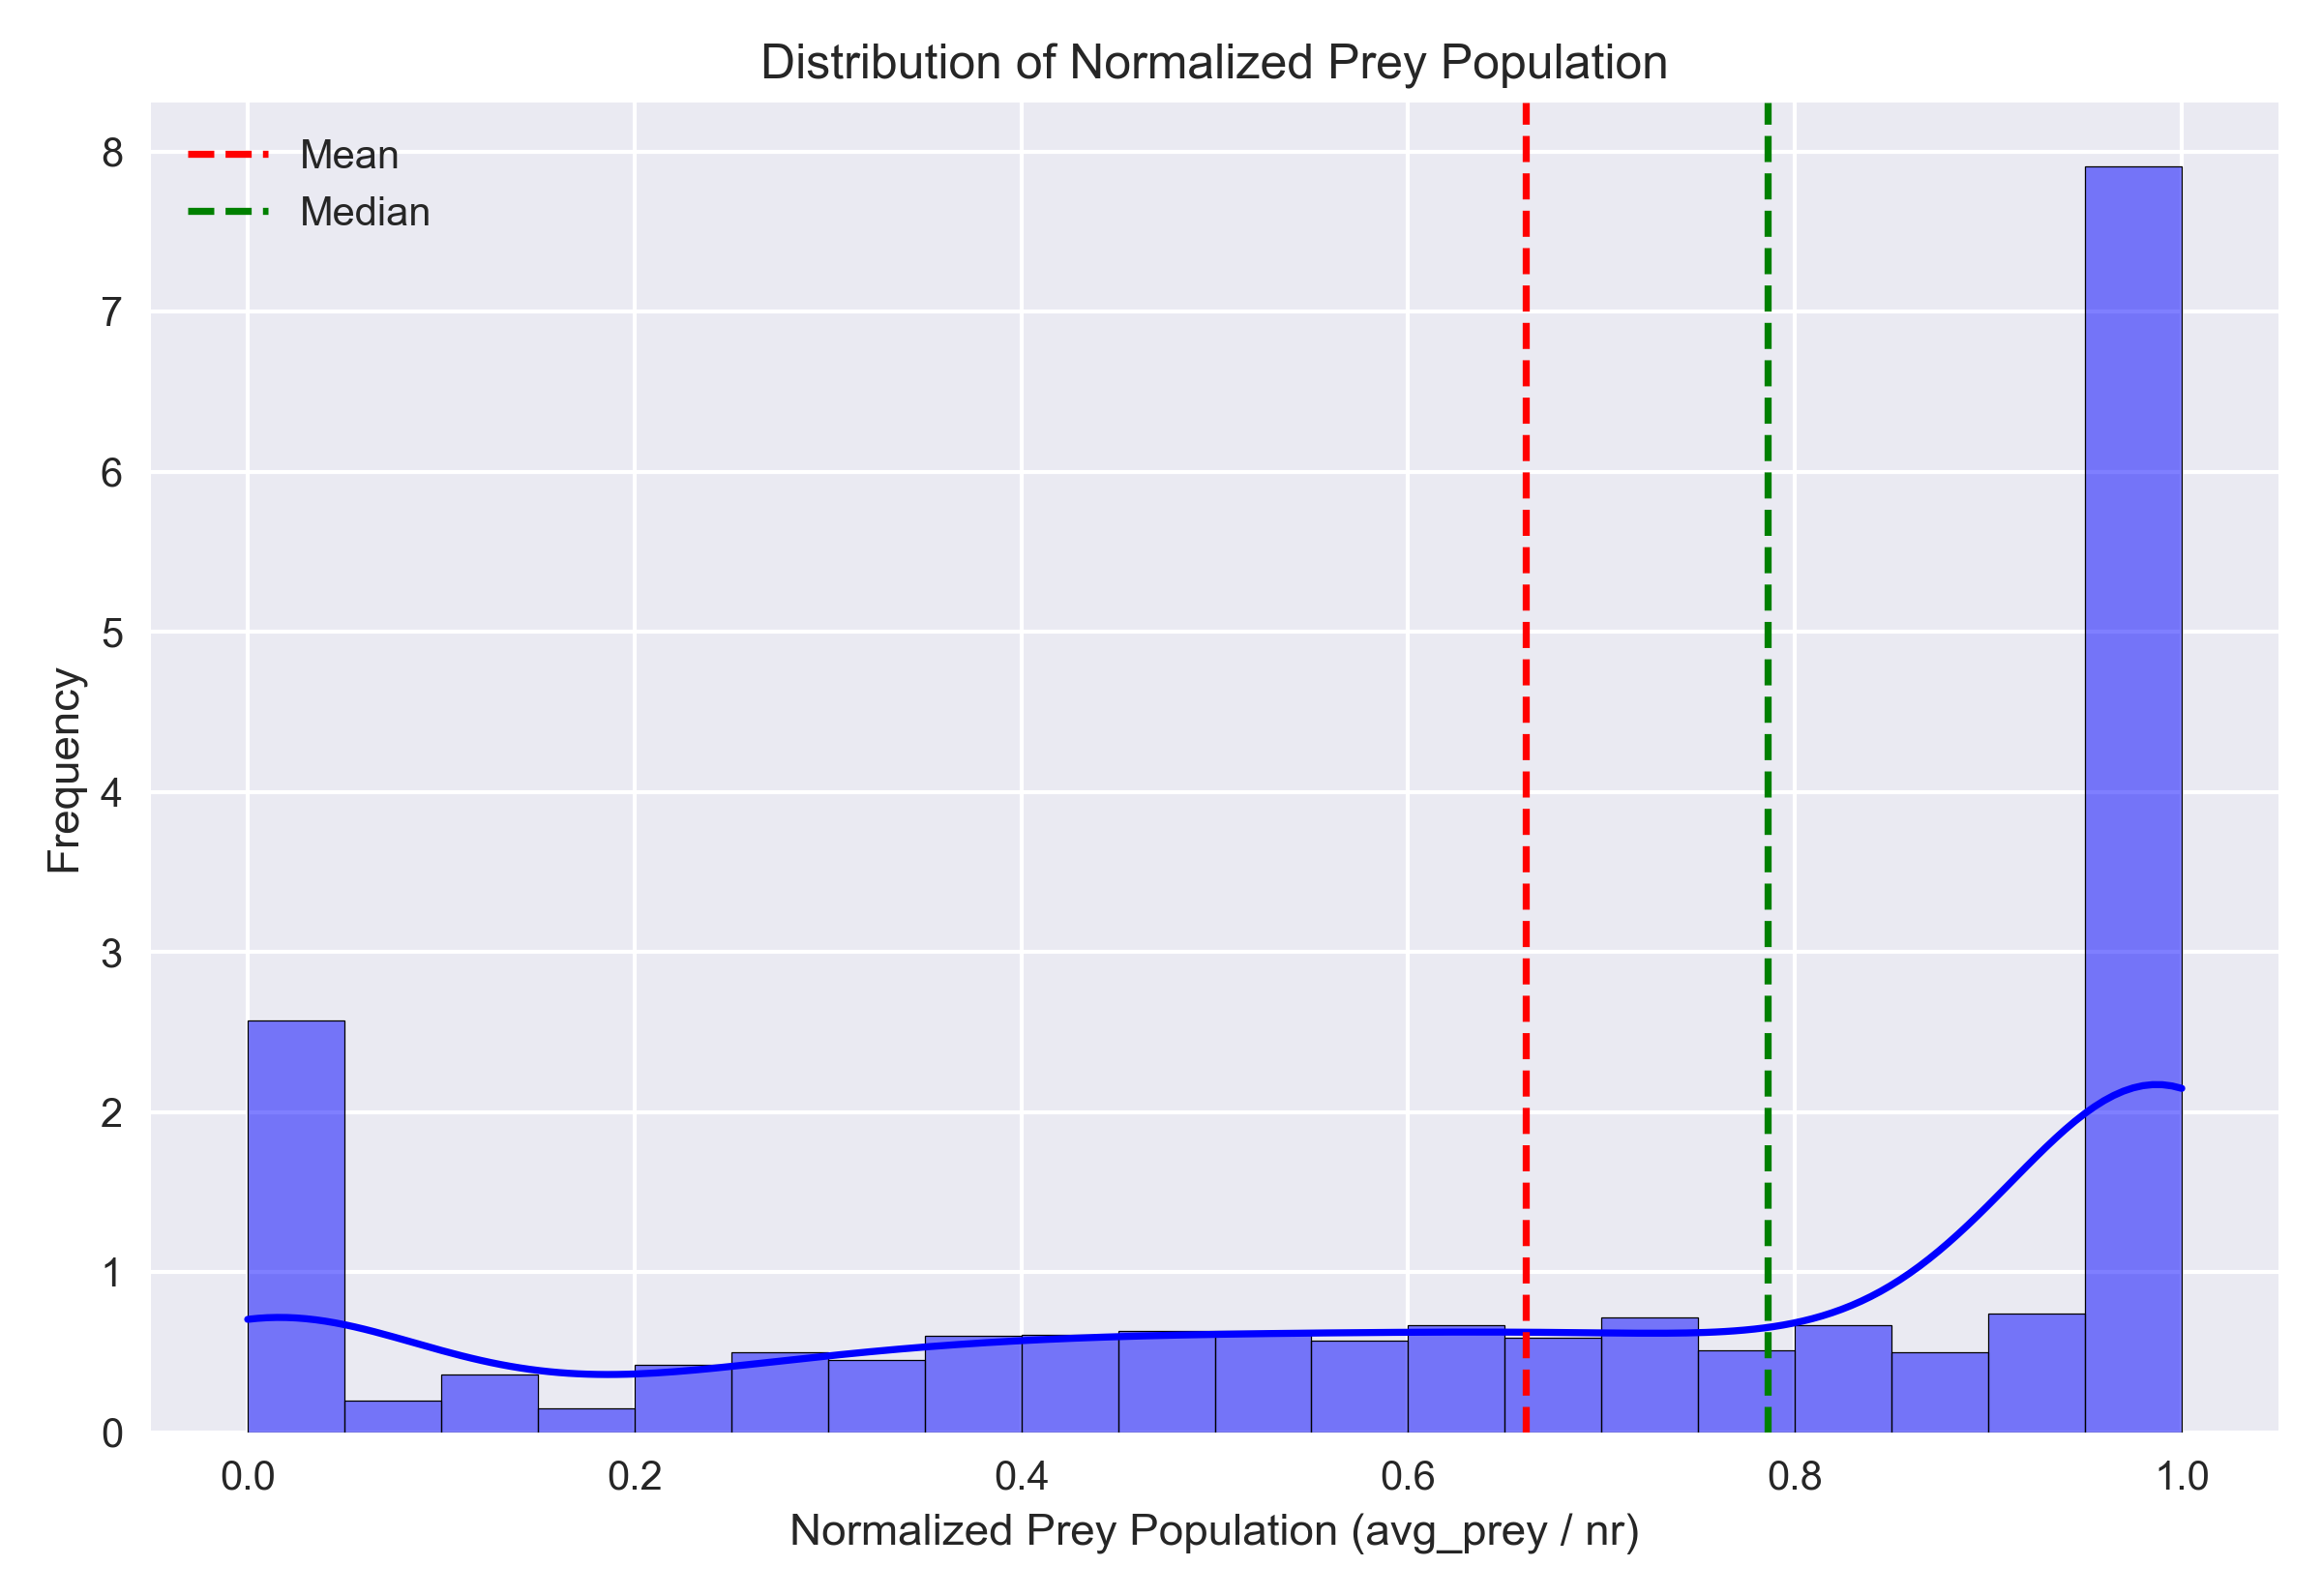 Distribution of Normalized Prey Population
Mean
Median
8
7
6
5
4
3
2
1
0
Frequency
0.0 0.2 0.4 0.6 0.8 1.0
Normalized Prey Population (avg_prey / nr)